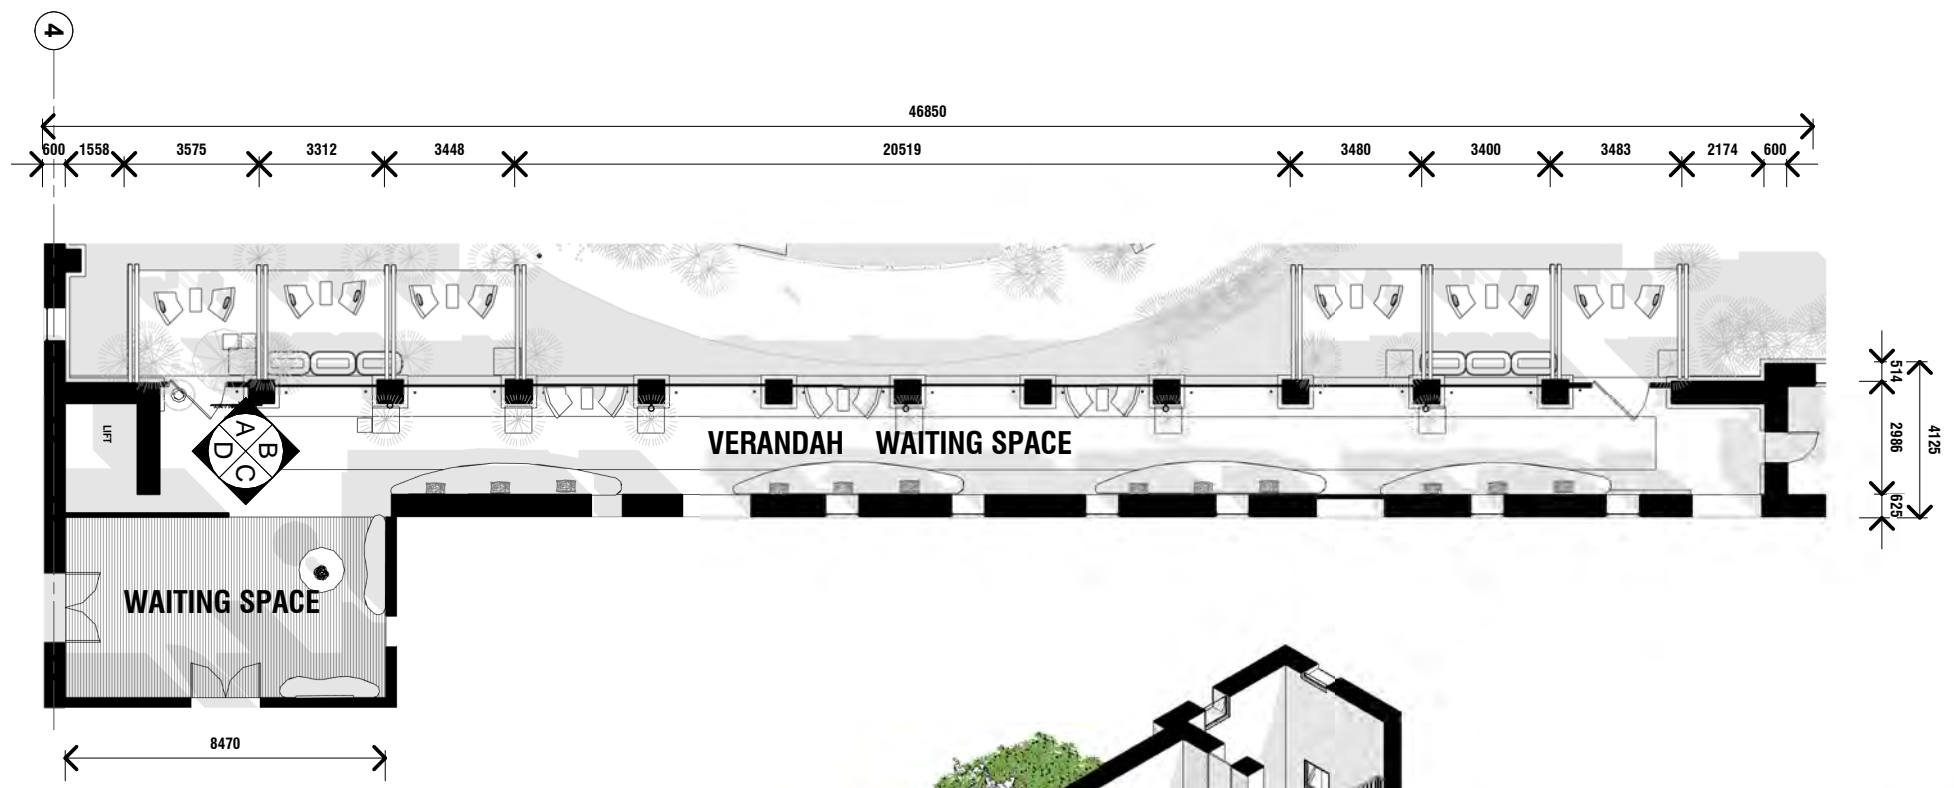 4
46850
600 1558 3575 3312 3448 20519 3480 3400 3483 2174 600
514
2986
4125
625
LIFT
A
B
D
C
VERANDAH WAITING SPACE
WAITING SPACE
8470